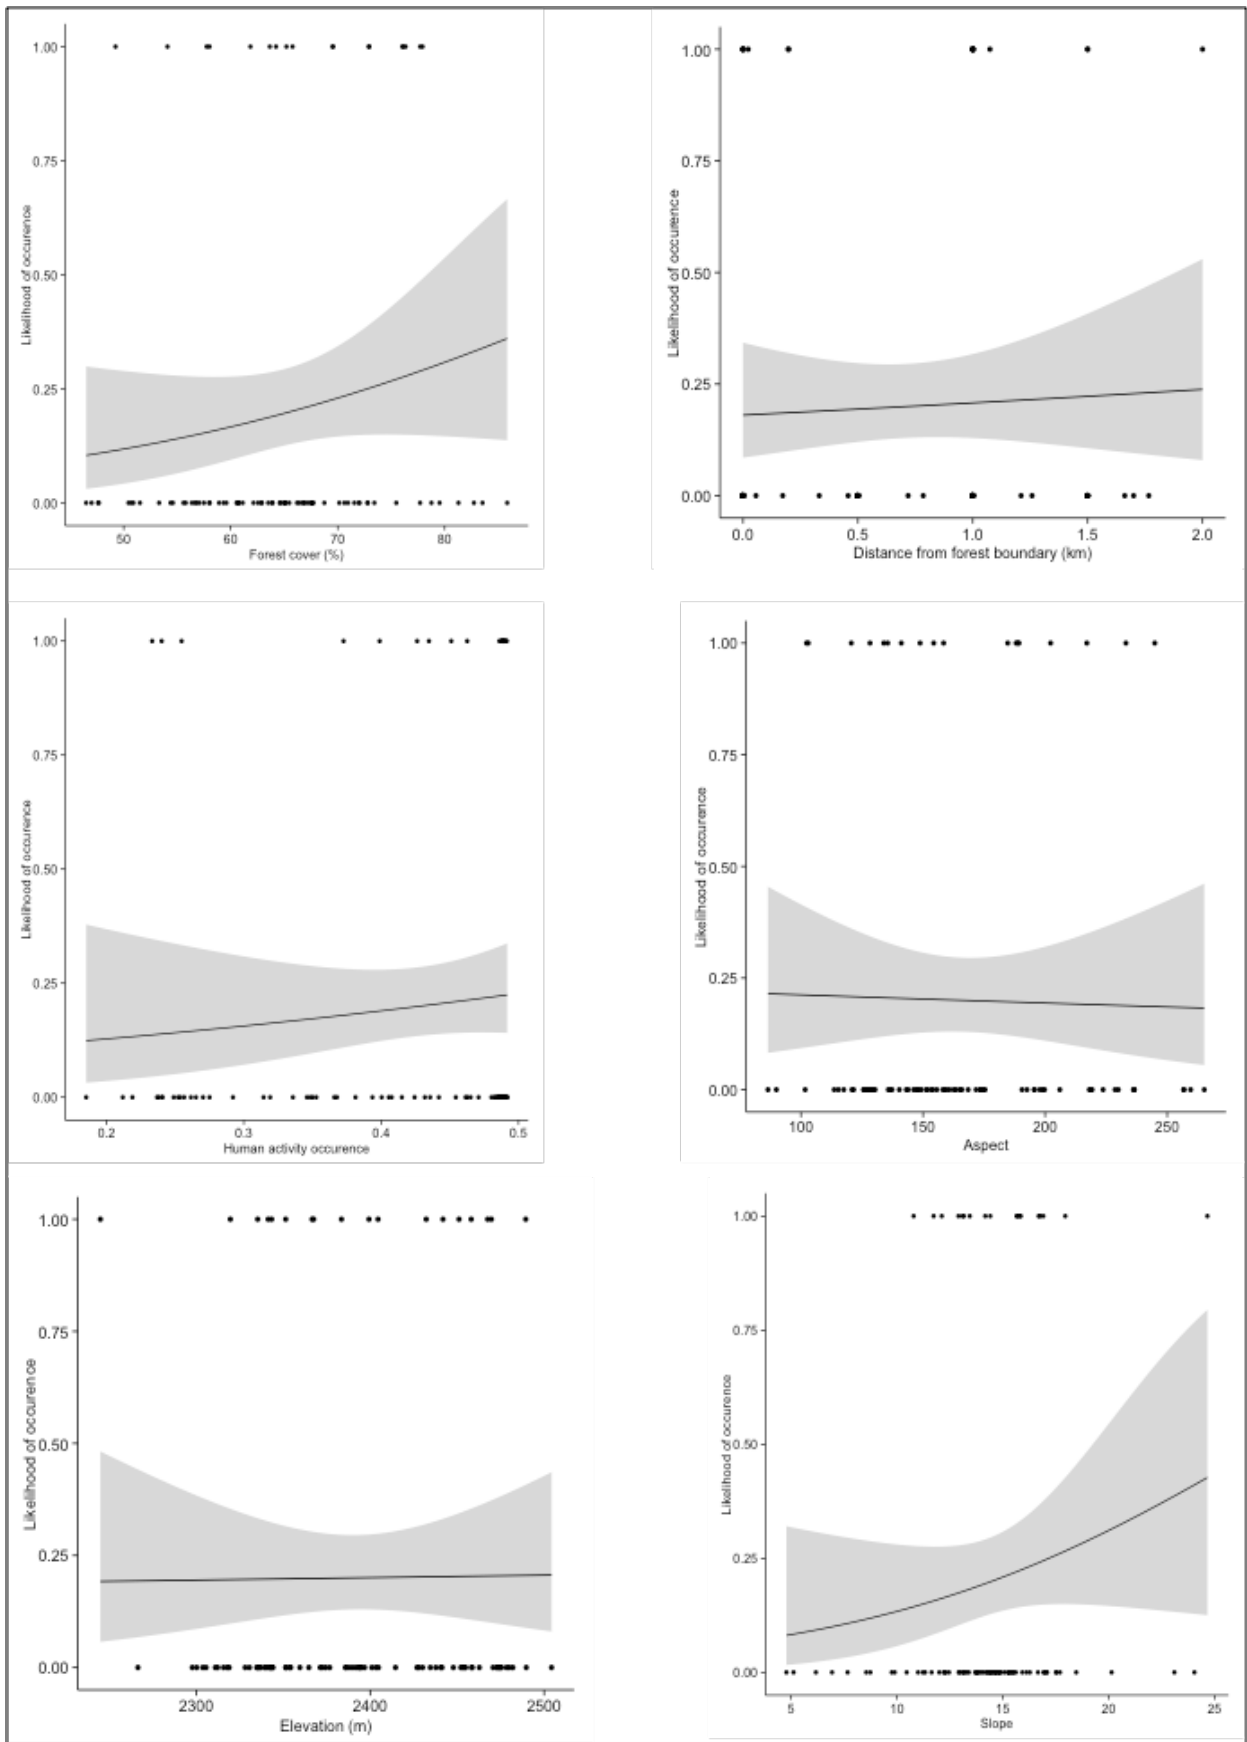 1.00
0.75
0.50
0.25
0.00
Likelihood of occurence
50 60 70 80
Forest cover (%)
1.00
0.75
0.50
0.25
0.00
Likelihood of occurence
0.0 0.5 1.0 1.5 2.0
Distance from forest boundary (km)
1.00
0.75
0.50
0.25
0.00
Likelihood of occurence
0.2 0.3 0.4 0.5
Human activity occurence
1.00
0.75
0.50
0.25
0.00
Likelihood of occurence
100 150 200 250
Aspect
1.00
0.75
0.50
0.25
0.00
Likelihood of occurence
2300 2400 2500
Elevation (m)
1.00
0.75
0.50
0.25
0.00
Likelihood of occurence
5 10 15 20 25
Slope